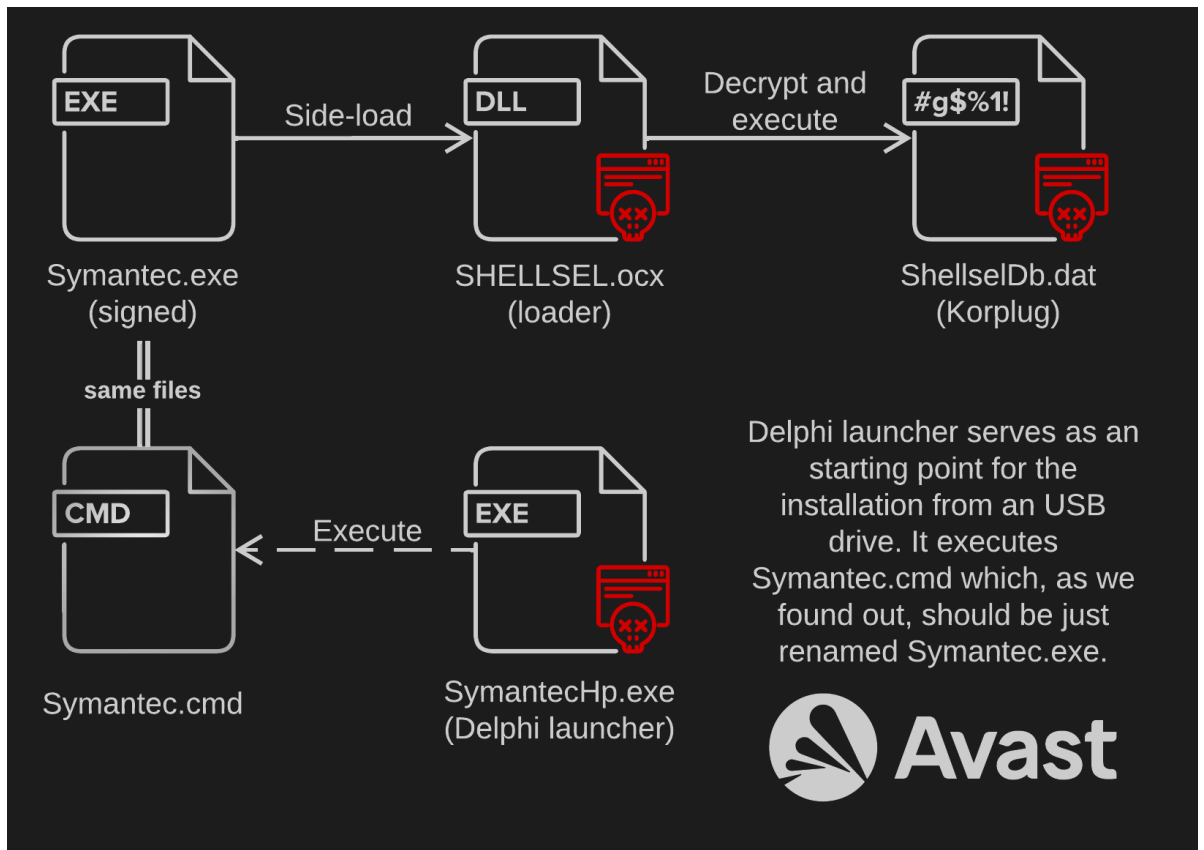 EXE
Side-load
DLL
Decrypt and
execute
#g$%1!
Symantec.exe
(signed)
SHELLSEL.ocx
(loader)
ShellselDb.dat
(Korplug)
same files
CMD
Execute
EXE
Symantec.cmd
SymantecHp.exe
(Delphi launcher)
Delphi launcher serves as an
starting point for the
installation from an USB
drive. It executes
Symantec.cmd which, as we
found out, should be just
renamed Symantec.exe.
Avast